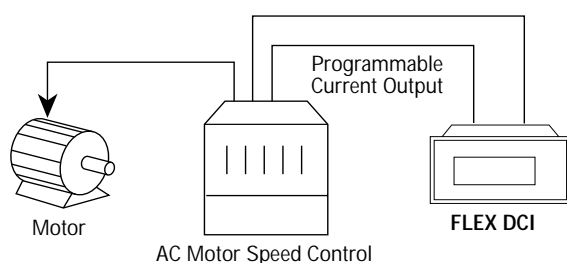 Programmable
Current Output
Motor
FLEX DCI
AC Motor Speed Control